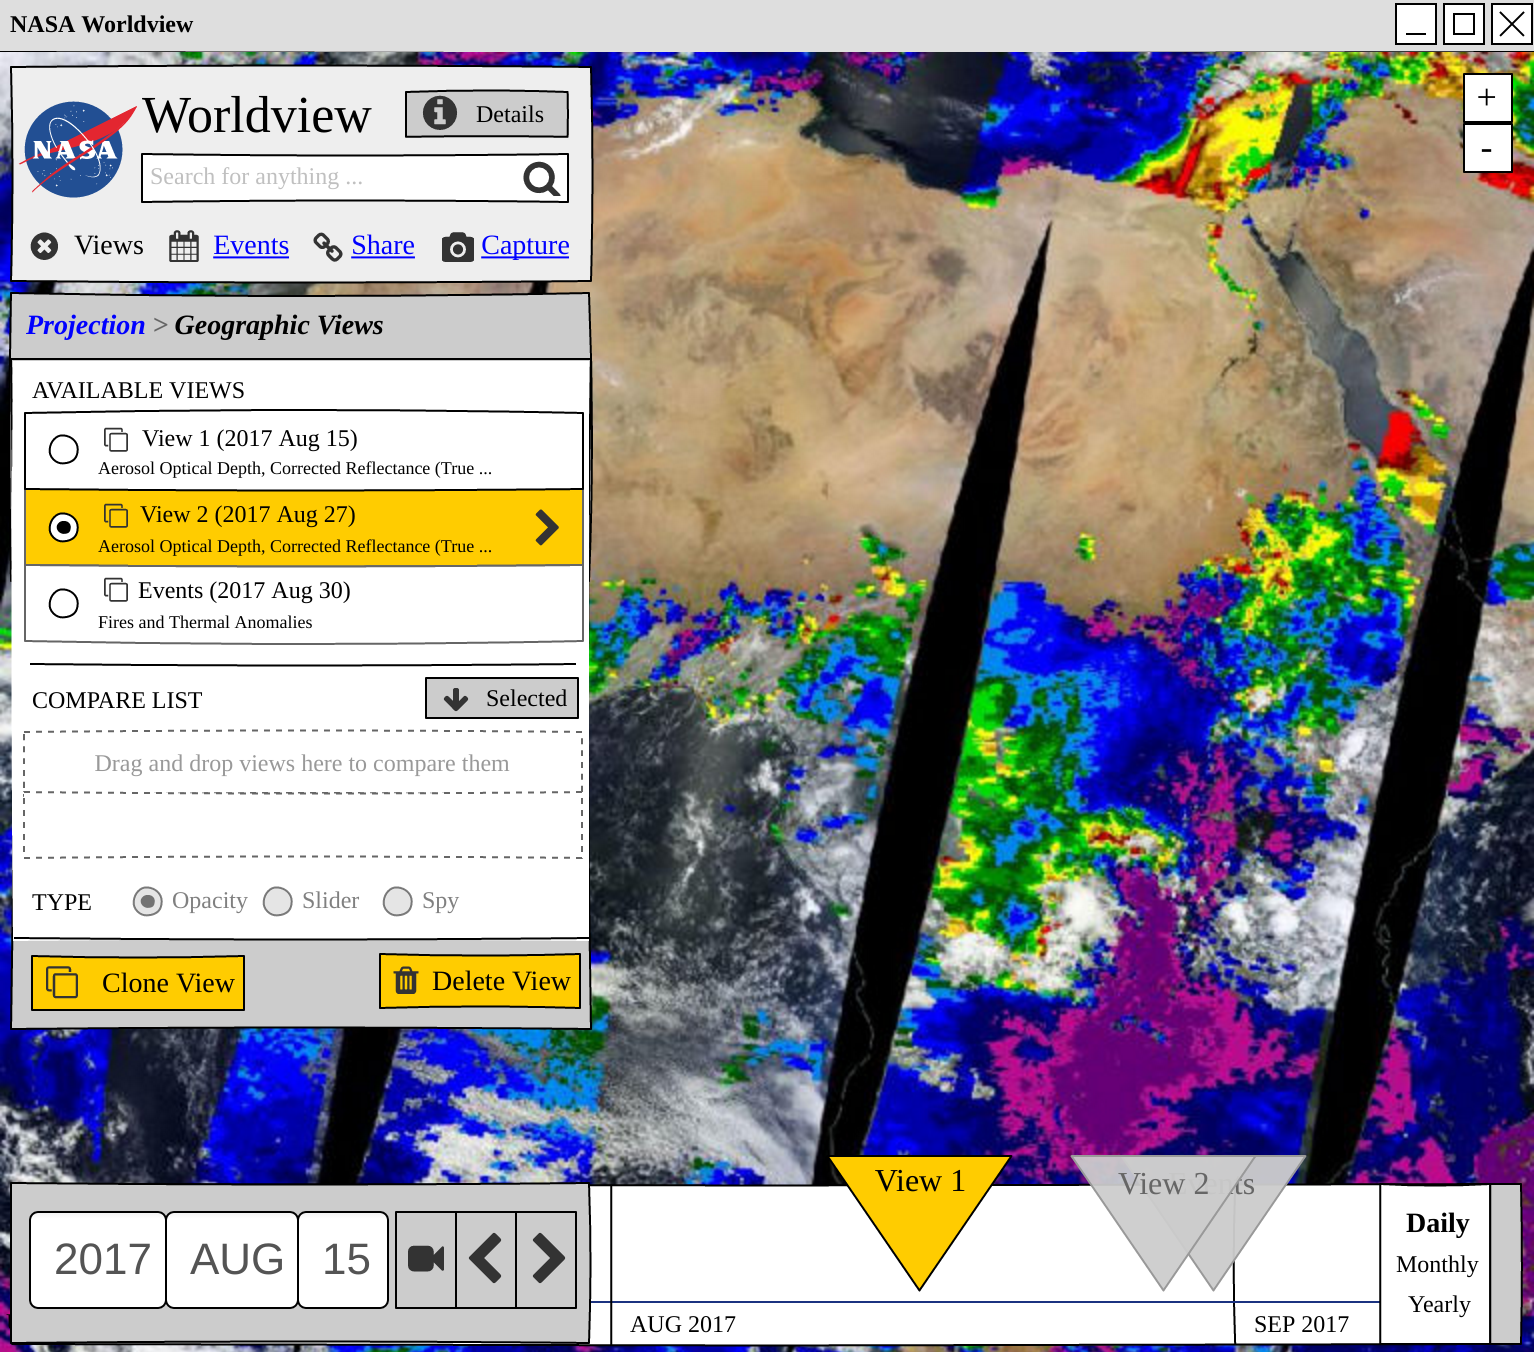 NASA Worldview
+
-
NASA
Worldview
Details
Search for anything ...
Views Events Share Capture
Projection > Geographic Views
AVAILABLE VIEWS
View 1 (2017 Aug 15)
Aerosol Optical Depth, Corrected Reflectance (True ...
View 2 (2017 Aug 27)
Aerosol Optical Depth, Corrected Reflectance (True ...
Events (2017 Aug 30)
Fires and Thermal Anomalies
COMPARE LIST
Selected
Drag and drop views here to compare them
TYPE Opacity Slider Spy
Clone View Delete View
View 1
View 2
2017 AUG 15
AUG 2017
SEP 2017
Daily
Monthly
Yearly